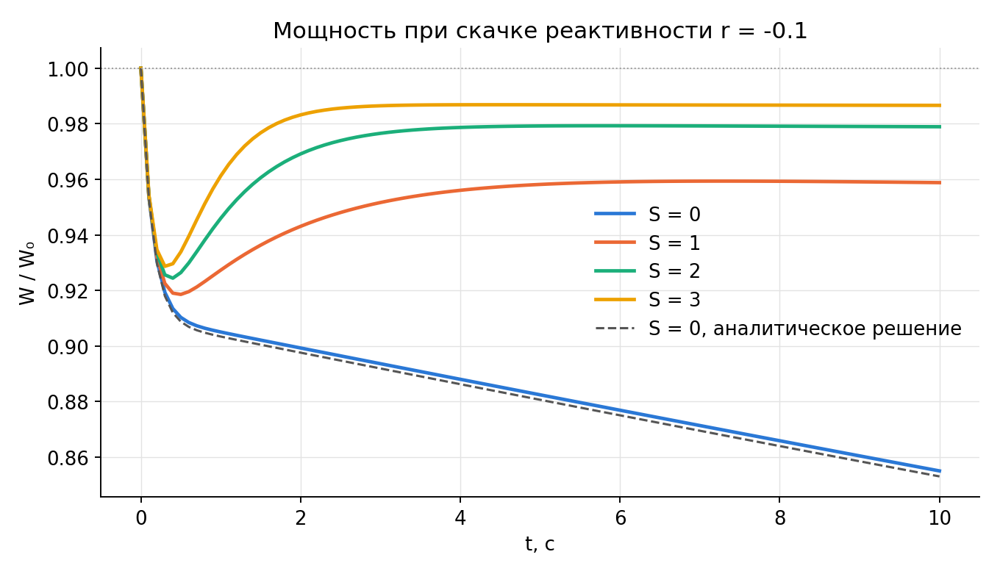 Мощность при скачке реактивности r = -0.1
W / W₀
1.00
0.98
0.96
0.94
0.92
0.90
0.88
0.86
S = 0
S = 1
S = 2
S = 3
S = 0, аналитическое решение
0 2 4 6 8 10
t, с